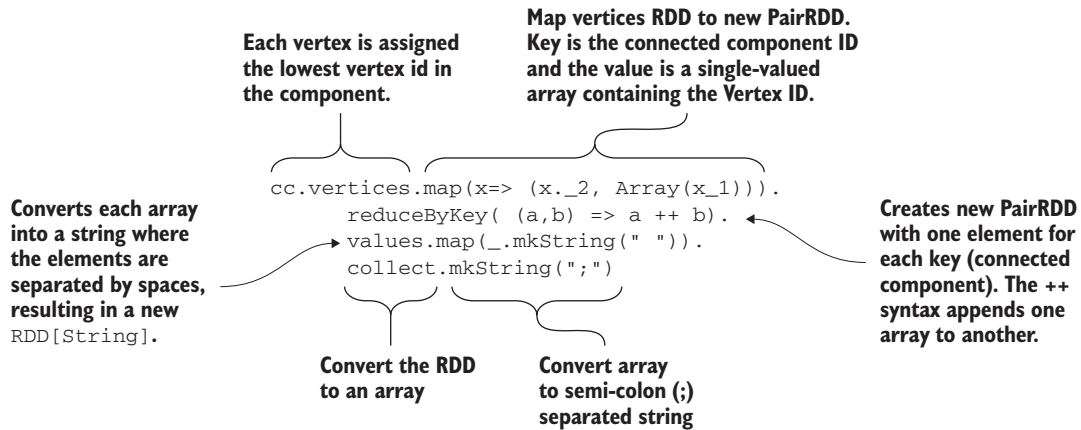 Each vertex is assigned
the lowest vertex id in
the component.
Map vertices RDD to new PairRDD.
Key is the connected component ID
and the value is a single-valued
array containing the Vertex ID.
cc.vertices.map(x=> (x._2, Array(x_1))).
reduceByKey( (a,b) => a ++ b).
values.map(_.mkString(" ")).
collect.mkString(";")
Converts each array
into a string where
the elements are
separated by spaces,
resulting in a new
RDD[String].
Creates new PairRDD
with one element for
each key (connected
component). The ++
syntax appends one
array to another.
Convert the RDD
to an array
Convert array
to semi-colon (;)
separated string